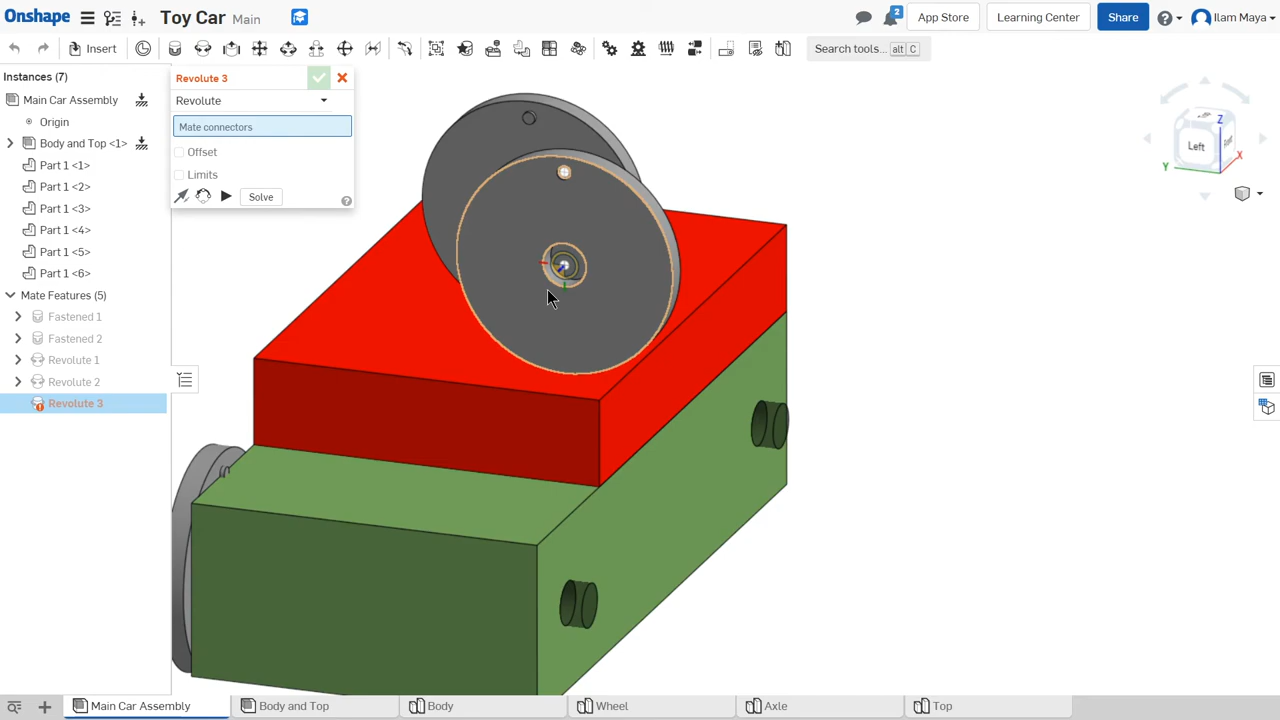 Onshape
Toy Car Main
2
App Store
Learning Center
Share
Ilam Maya
Insert
Search tools... alt C
Instances (7)
Main Car Assembly
Origin
Body and Top <1>
Part 1 <1>
Part 1 <2>
Part 1 <3>
Part 1 <4>
Part 1 <5>
Part 1 <6>
Mate Features (5)
Fastened 1
Fastened 2
Revolute 1
Revolute 2
Revolute 3
Revolute 3
Revolute
Mate connectors
Offset
Limits
Solve
Z
Left
Y
X
Main Car Assembly
Body and Top
Body
Wheel
Axle
Top